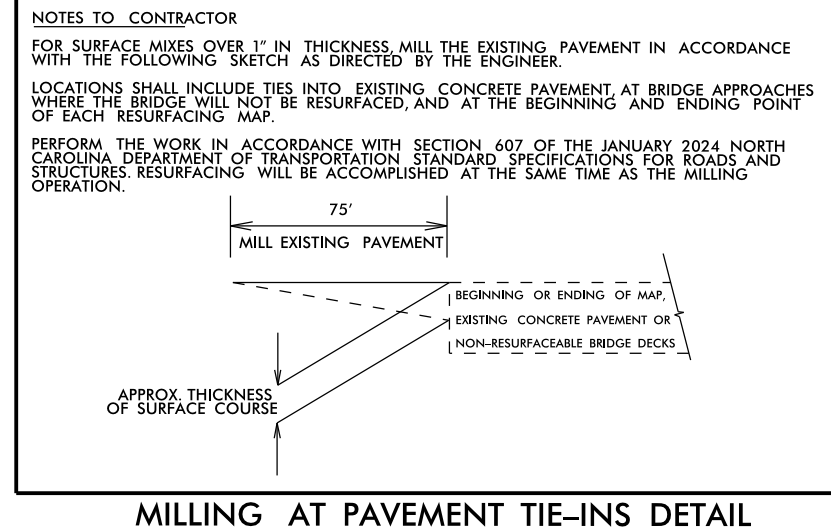 NOTES TO CONTRACTOR
FOR SURFACE MIXES OVER 1" IN THICKNESS, MILL THE EXISTING PAVEMENT IN ACCORDANCE
WITH THE FOLLOWING SKETCH AS DIRECTED BY THE ENGINEER.
LOCATIONS SHALL INCLUDE TIES INTO EXISTING CONCRETE PAVEMENT, AT BRIDGE APPROACHES
WHERE THE BRIDGE WILL NOT BE RESURFACED, AND AT THE BEGINNING AND ENDING POINT
OF EACH RESURFACING MAP.
PERFORM THE WORK IN ACCORDANCE WITH SECTION 607 OF THE JANUARY 2024 NORTH
CAROLINA DEPARTMENT OF TRANSPORTATION STANDARD SPECIFICATIONS FOR ROADS AND
STRUCTURES. RESURFACING WILL BE ACCOMPLISHED AT THE SAME TIME AS THE MILLING
OPERATION.
75'
MILL EXISTING PAVEMENT
BEGINNING OR ENDING OF MAP,
EXISTING CONCRETE PAVEMENT OR
NON–RESURFACEABLE BRIDGE DECKS
APPROX. THICKNESS
OF SURFACE COURSE
MILLING AT PAVEMENT TIE–INS DETAIL